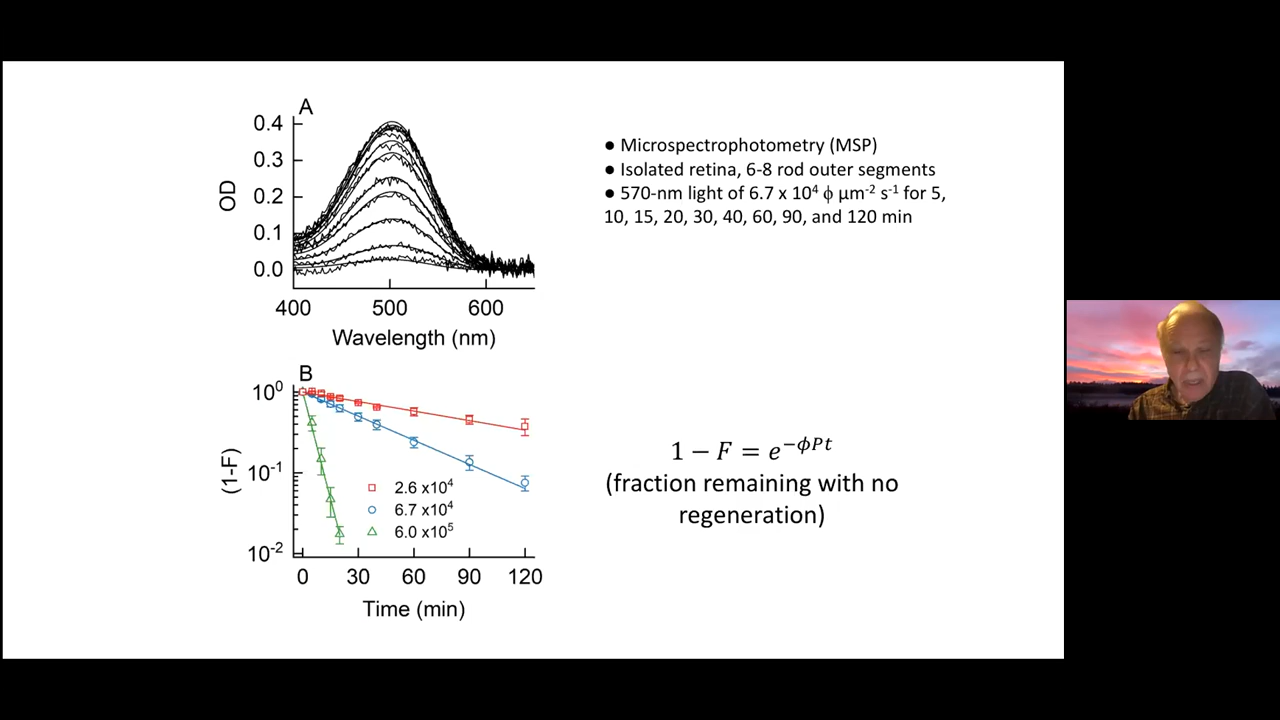 A
0.4
0.3
0.2
0.1
0.0
OD
400 500 600
Wavelength (nm)
● Microspectrophotometry (MSP)
● Isolated retina, 6-8 rod outer segments
● 570-nm light of 6.7 x 10⁴ ϕ μm⁻² s⁻¹ for 5,
10, 15, 20, 30, 40, 60, 90, and 120 min
B
10⁰
10⁻¹
10⁻²
(1-F)
2.6 x10⁴
6.7 x10⁴
6.0 x10⁵
0 30 60 90 120
Time (min)
1 − F = e^{−ϕPt}
(fraction remaining with no
regeneration)